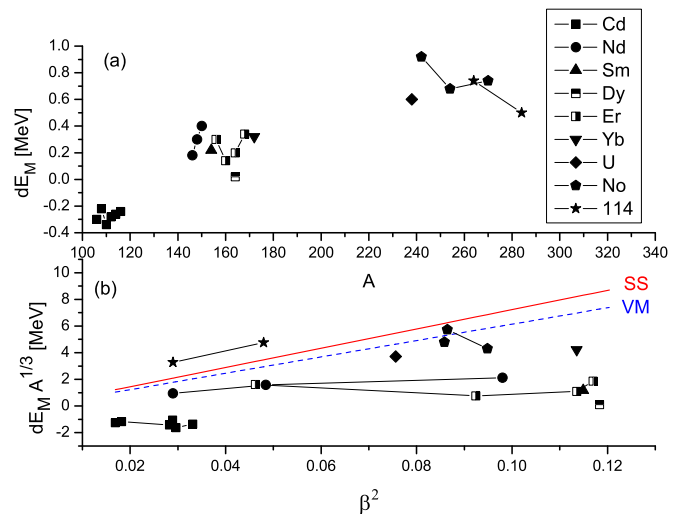 (a)
dE_M [MeV]
1.0
0.8
0.6
0.4
0.2
0.0
-0.2
-0.4
100 120 140 160 180 200 220 240 260 280 300 320 340
A
Cd
Nd
Sm
Dy
Er
Yb
U
No
114
(b)
dE_M A^1/3 [MeV]
10
8
6
4
2
0
-2
SS
VM
0.02 0.04 0.06 0.08 0.10 0.12
β²